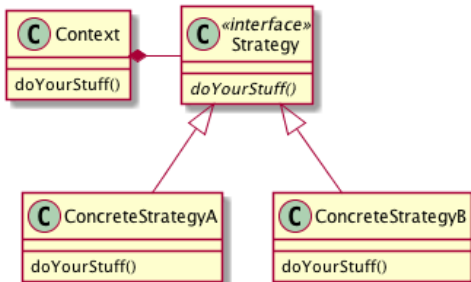 C Context
doYourStuff()
C «interface»
Strategy
doYourStuff()
C ConcreteStrategyA
doYourStuff()
C ConcreteStrategyB
doYourStuff()